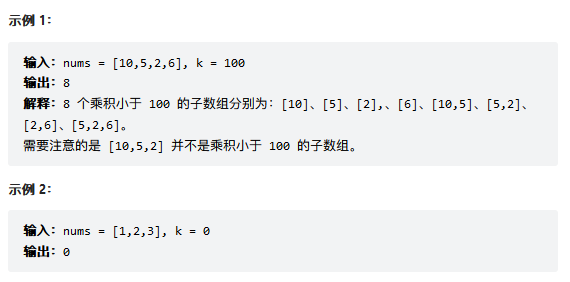 示例 1：
输入：nums = [10,5,2,6], k = 100
输出：8
解释：8 个乘积小于 100 的子数组分别为：[10]、[5]、[2],、[6]、[10,5]、[5,2]、
[2,6]、[5,2,6]。
需要注意的是 [10,5,2] 并不是乘积小于 100 的子数组。
示例 2：
输入：nums = [1,2,3], k = 0
输出：0